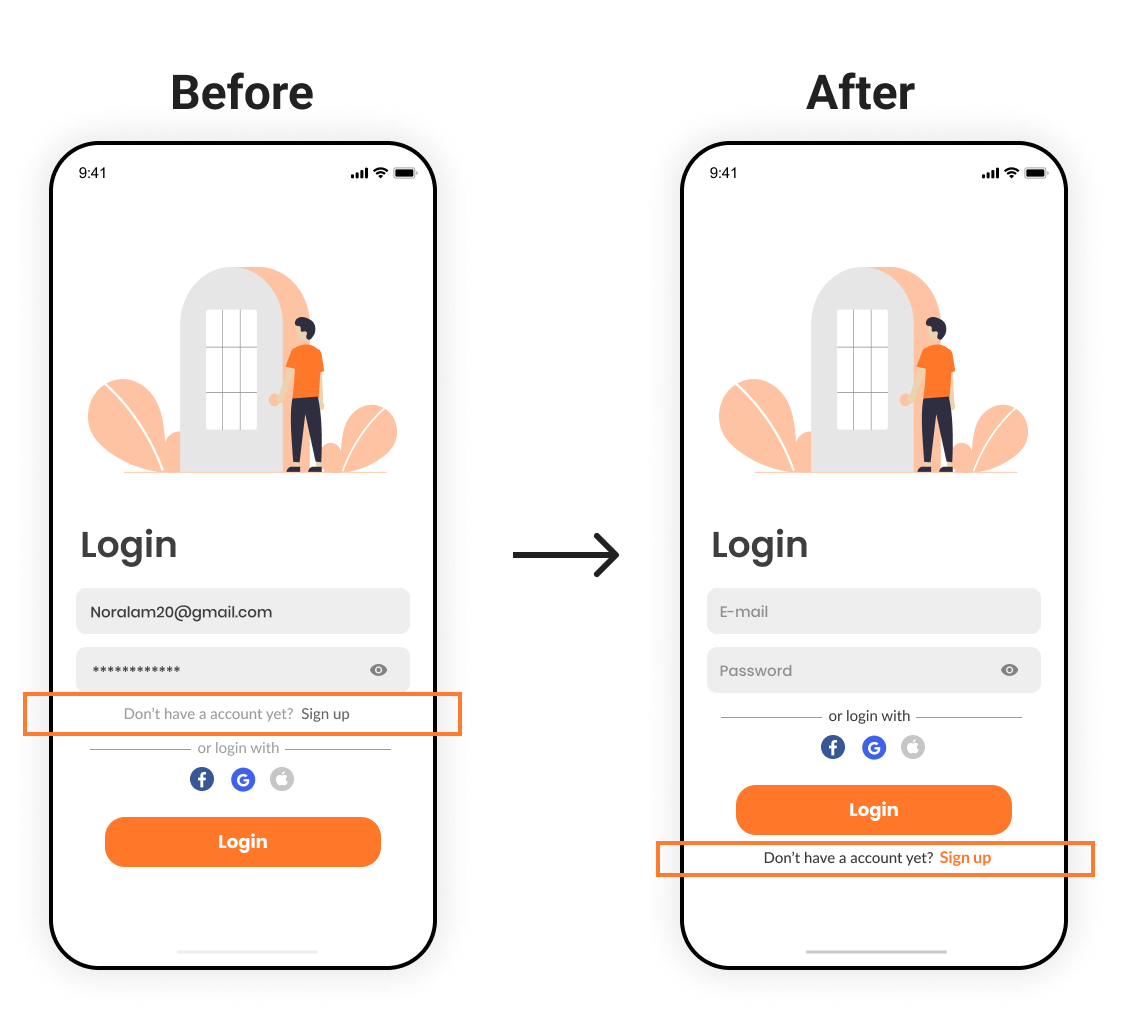 Before
After
9:41
Login
Noralam20@gmail.com
************
Don't have a account yet? Sign up
or login with
f G
Login
9:41
Login
E-mail
Password
or login with
f G
Login
Don't have a account yet? Sign up